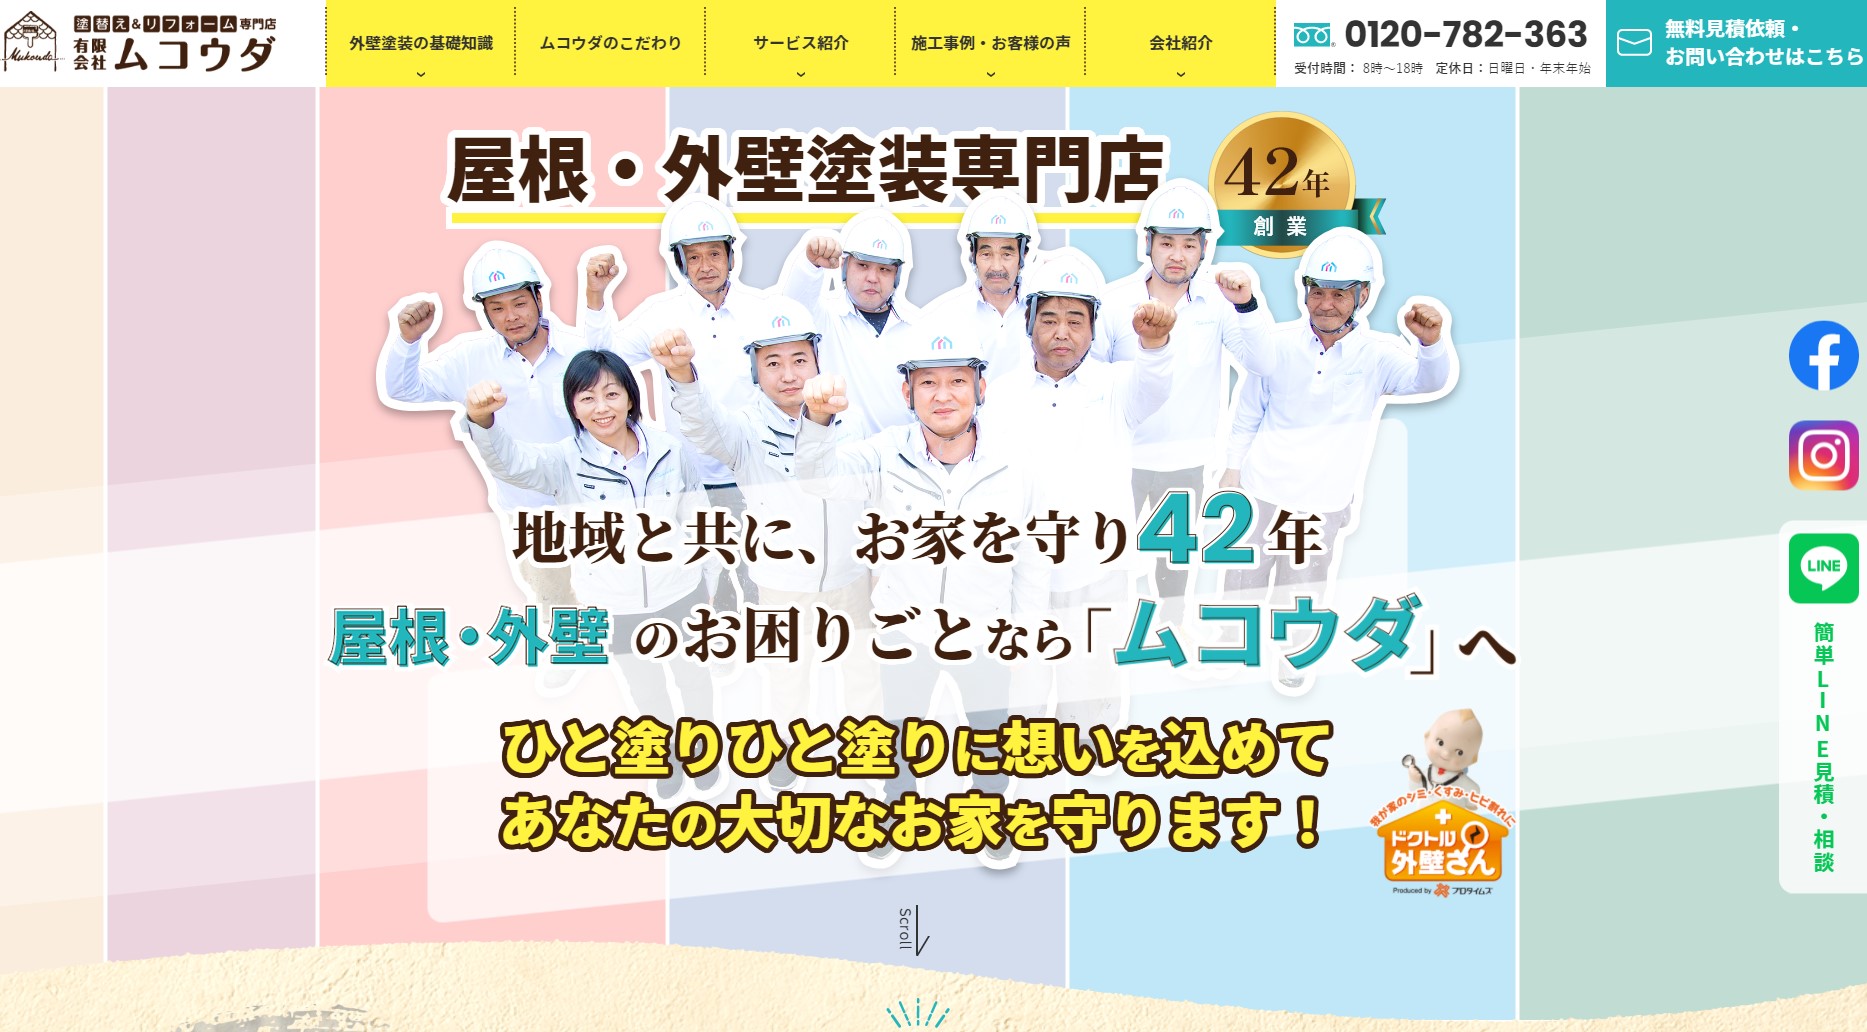 塗替え&リフォーム専門店
有限会社ムコウダ
Mukouda
外壁塗装の基礎知識
ムコウダのこだわり
サービス紹介
施工事例・お客様の声
会社紹介
0120-782-363
受付時間： 8時～18時 定休日：日曜日・年末年始
無料見積依頼・
お問い合わせはこちら
屋根・外壁塗装専門店
42年
創業
地域と共に、お家を守り42年
屋根・外壁のお困りごとなら「ムコウダ」へ
ひと塗りひと塗りに想いを込めて
あなたの大切なお家を守ります！
我が家のシミ・くすみ・ヒビ割れに
ドクトル
外壁さん
Produced by プロタイムズ
LINE
簡単LINE見積・相談
Scroll